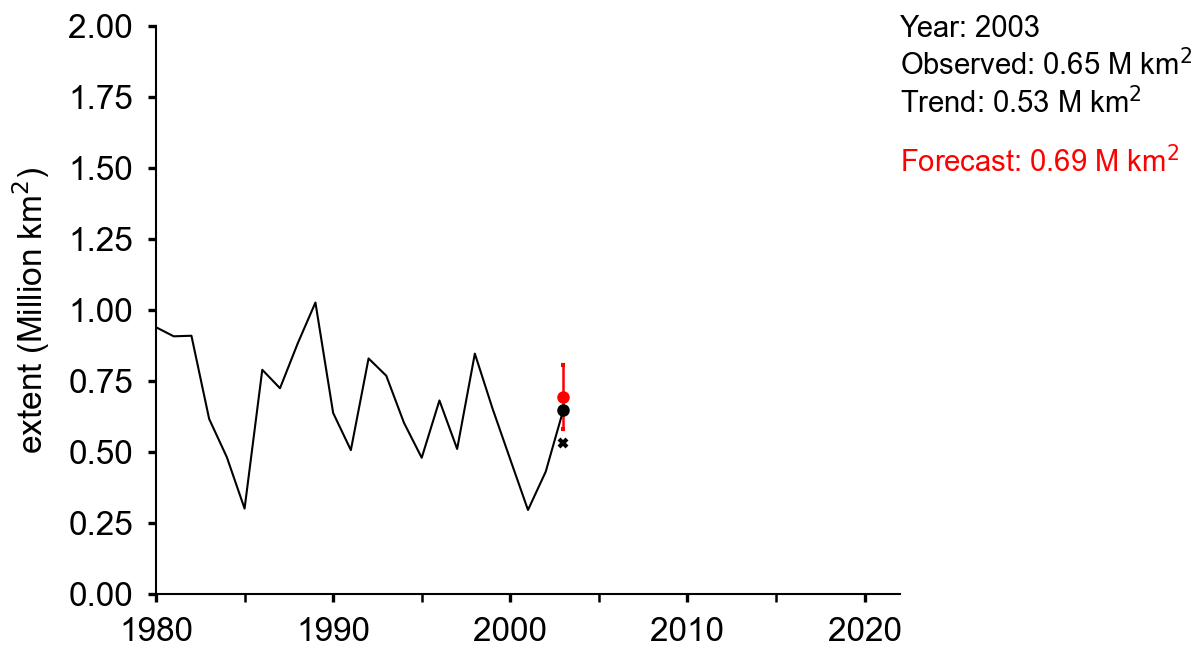 Year: 2003
Observed: 0.65 M km²
Trend: 0.53 M km²
Forecast: 0.69 M km²
extent (Million km²)
2.00
1.75
1.50
1.25
1.00
0.75
0.50
0.25
0.00
1980 1990 2000 2010 2020